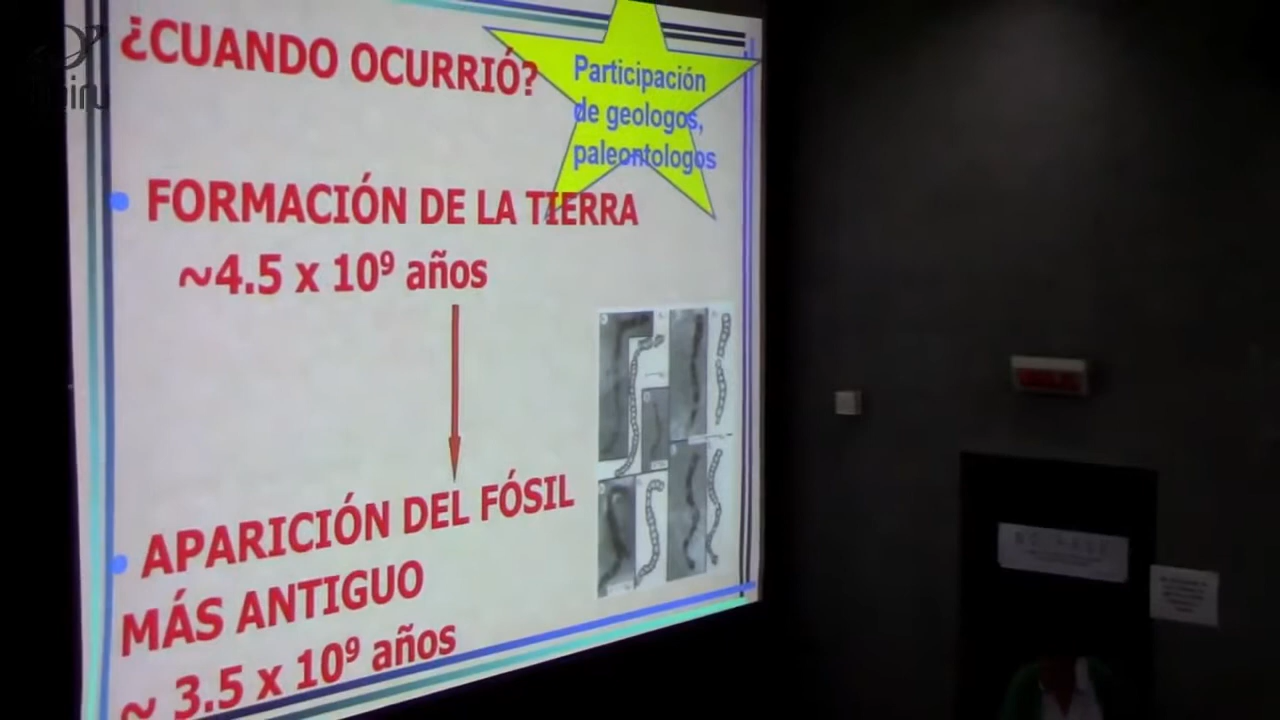 ¿CUANDO OCURRIÓ?
Participación
de geologos,
paleontologos
• FORMACIÓN DE LA TIERRA
~4.5 x 10⁹ años
• APARICIÓN DEL FÓSIL
MÁS ANTIGUO
~ 3.5 x 10⁹ años